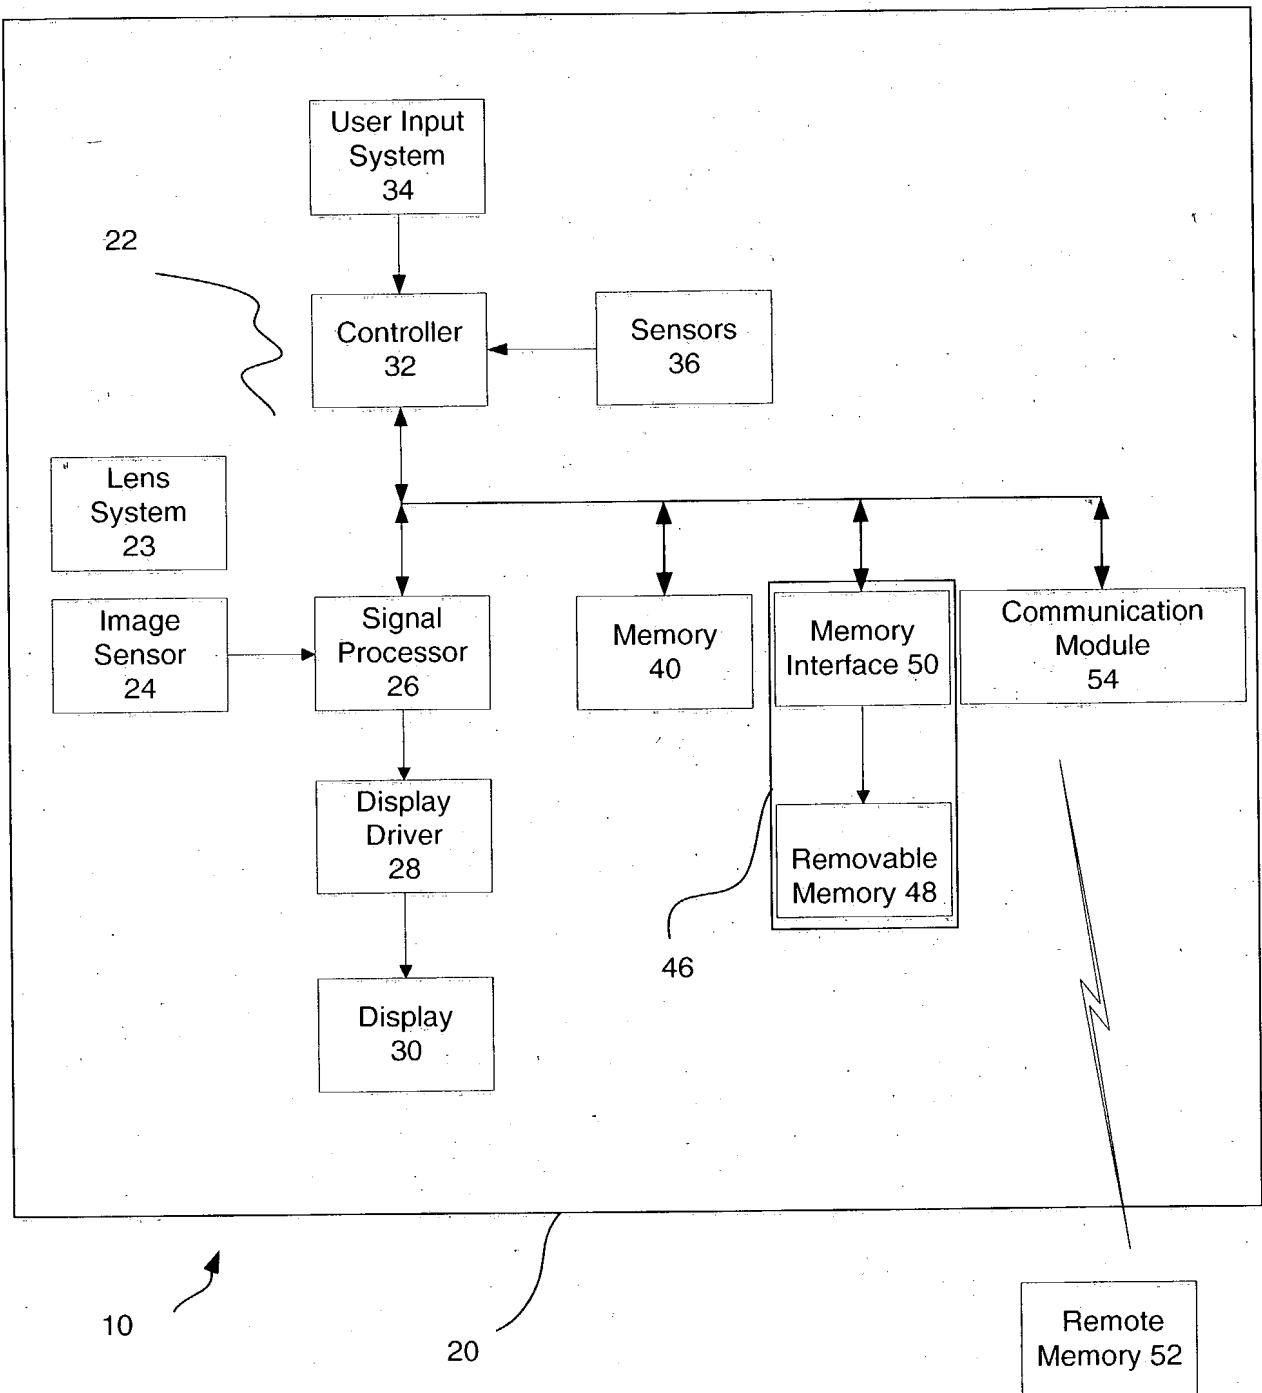 User Input
System
34
22
Controller
32
Sensors
36
Lens
System
23
Image
Sensor
24
Signal
Processor
26
Memory
40
Memory
Interface 50
Communication
Module
54
Display
Driver
28
Removable
Memory 48
46
Display
30
10
20
Remote
Memory 52